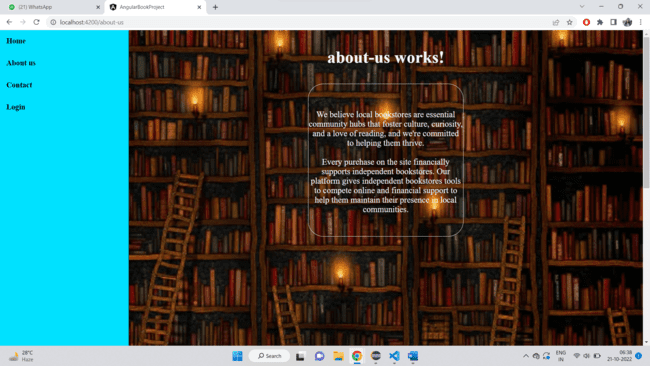 (21) WhatsApp
AngularBookProject
localhost:4200/about-us
Home
About us
Contact
Login
about-us works!
We believe local bookstores are essential
community hubs that foster culture, curiosity,
and a love of reading, and we're committed
to helping them thrive.
Every purchase on the site financially
supports independent bookstores. Our
platform gives independent bookstores tools
to compete online and financial support to
help them maintain their presence in local
communities.
28°C
Haze
Search
ENG
IN
06:38
21-10-2022